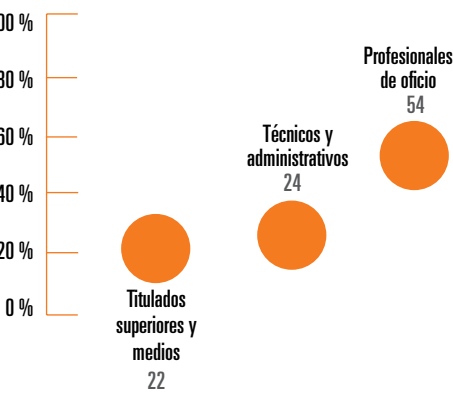 00 %
80 %
60 %
40 %
20 %
0 %
Profesionales
de oficio
54
Técnicos y
administrativos
24
Titulados
superiores y
medios
22